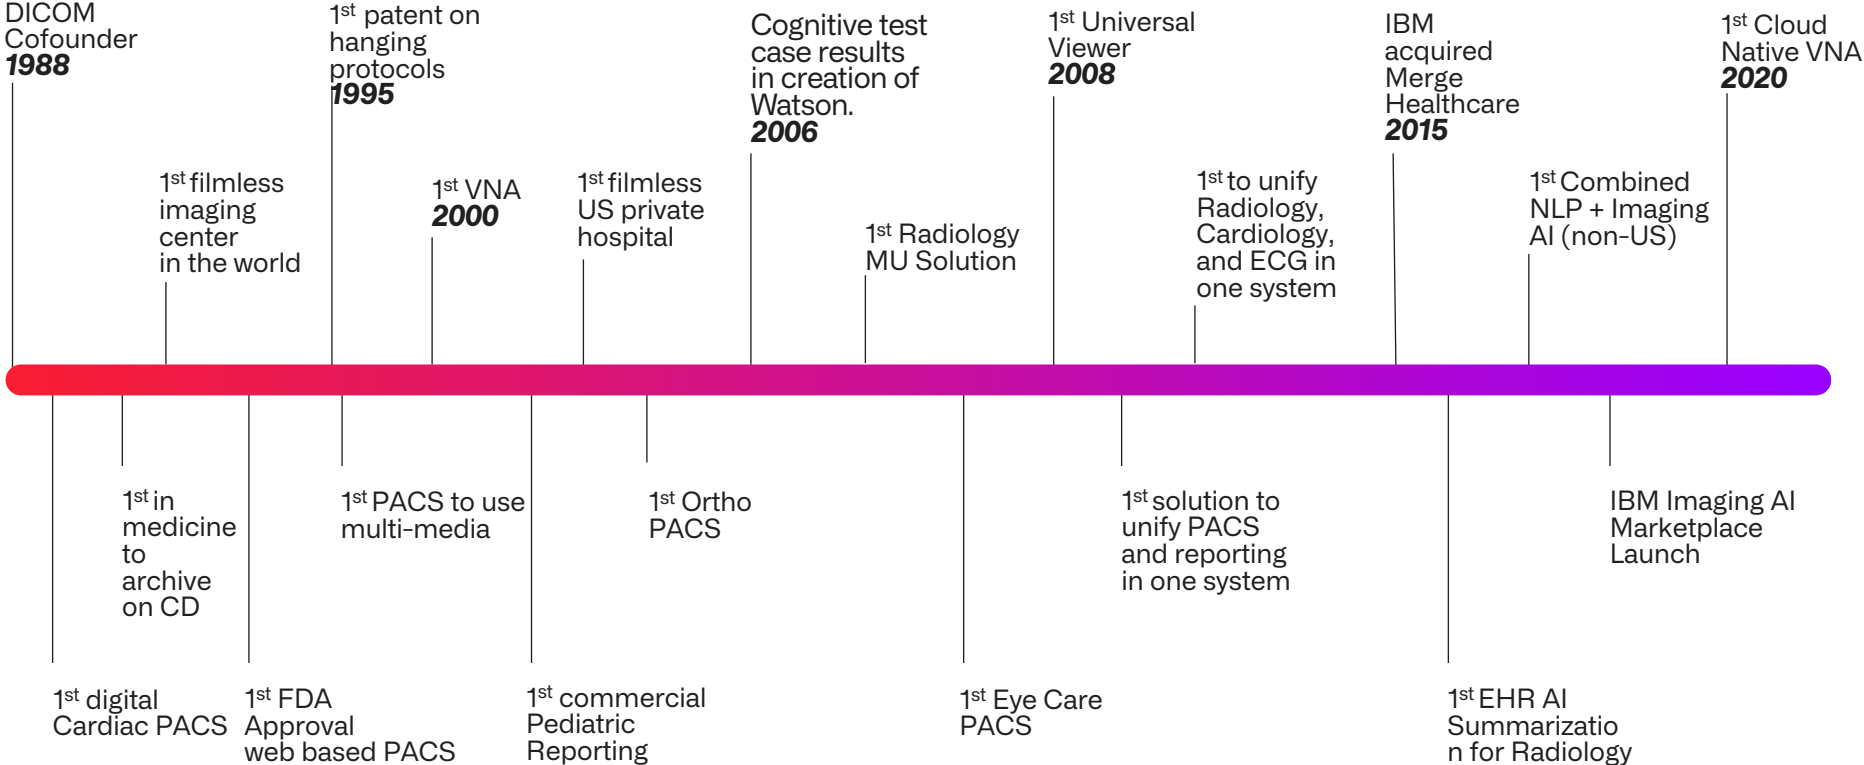 DICOM
Cofounder
1988
1st patent on
hanging
protocols
1995
Cognitive test
case results
in creation of
Watson.
2006
1st Universal
Viewer
2008
IBM
acquired
Merge
Healthcare
2015
1st Cloud
Native VNA
2020
1st filmless
imaging
center
in the world
1st VNA
2000
1st filmless
US private
hospital
1st Radiology
MU Solution
1st to unify
Radiology,
Cardiology,
and ECG in
one system
1st Combined
NLP + Imaging
AI (non-US)
1st in
medicine
to
archive
on CD
1st PACS to use
multi-media
1st Ortho
PACS
1st solution to
unify PACS
and reporting
in one system
IBM Imaging AI
Marketplace
Launch
1st digital
Cardiac PACS
1st FDA
Approval
web based PACS
1st commercial
Pediatric
Reporting
1st Eye Care
PACS
1st EHR AI
Summarizatio
n for Radiology